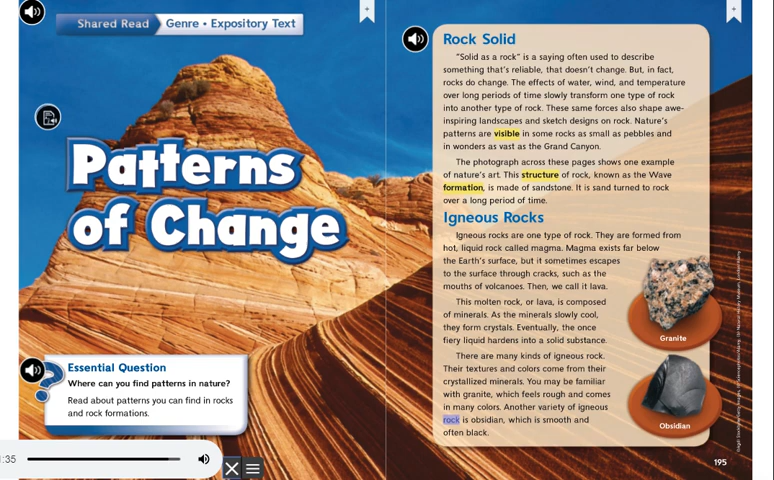 Shared Read Genre • Expository Text
Patterns
of Change
Essential Question
Where can you find patterns in nature?
Read about patterns you can find in rocks
and rock formations.
:35
Rock Solid
“Solid as a rock” is a saying often used to describe
something that’s reliable, that doesn’t change. But, in fact,
rocks do change. The effects of water, wind, and temperature
over long periods of time slowly transform one type of rock
into another type of rock. These same forces also shape awe-
inspiring landscapes and sketch designs on rock. Nature’s
patterns are visible in some rocks as small as pebbles and
in wonders as vast as the Grand Canyon.
The photograph across these pages shows one example
of nature’s art. This structure of rock, known as the Wave
formation, is made of sandstone. It is sand turned to rock
over a long period of time.
Igneous Rocks
Igneous rocks are one type of rock. They are formed from
hot, liquid rock called magma. Magma exists far below
the Earth’s surface, but it sometimes escapes
to the surface through cracks, such as the
mouths of volcanoes. Then, we call it lava.
This molten rock, or lava, is composed
of minerals. As the minerals slowly cool,
they form crystals. Eventually, the once
fiery liquid hardens into a solid substance.
There are many kinds of igneous rock.
Their textures and colors come from their
crystallized minerals. You may be familiar
with granite, which feels rough and comes
in many colors. Another variety of igneous
rock is obsidian, which is smooth and
often black.
Granite
Obsidian
195